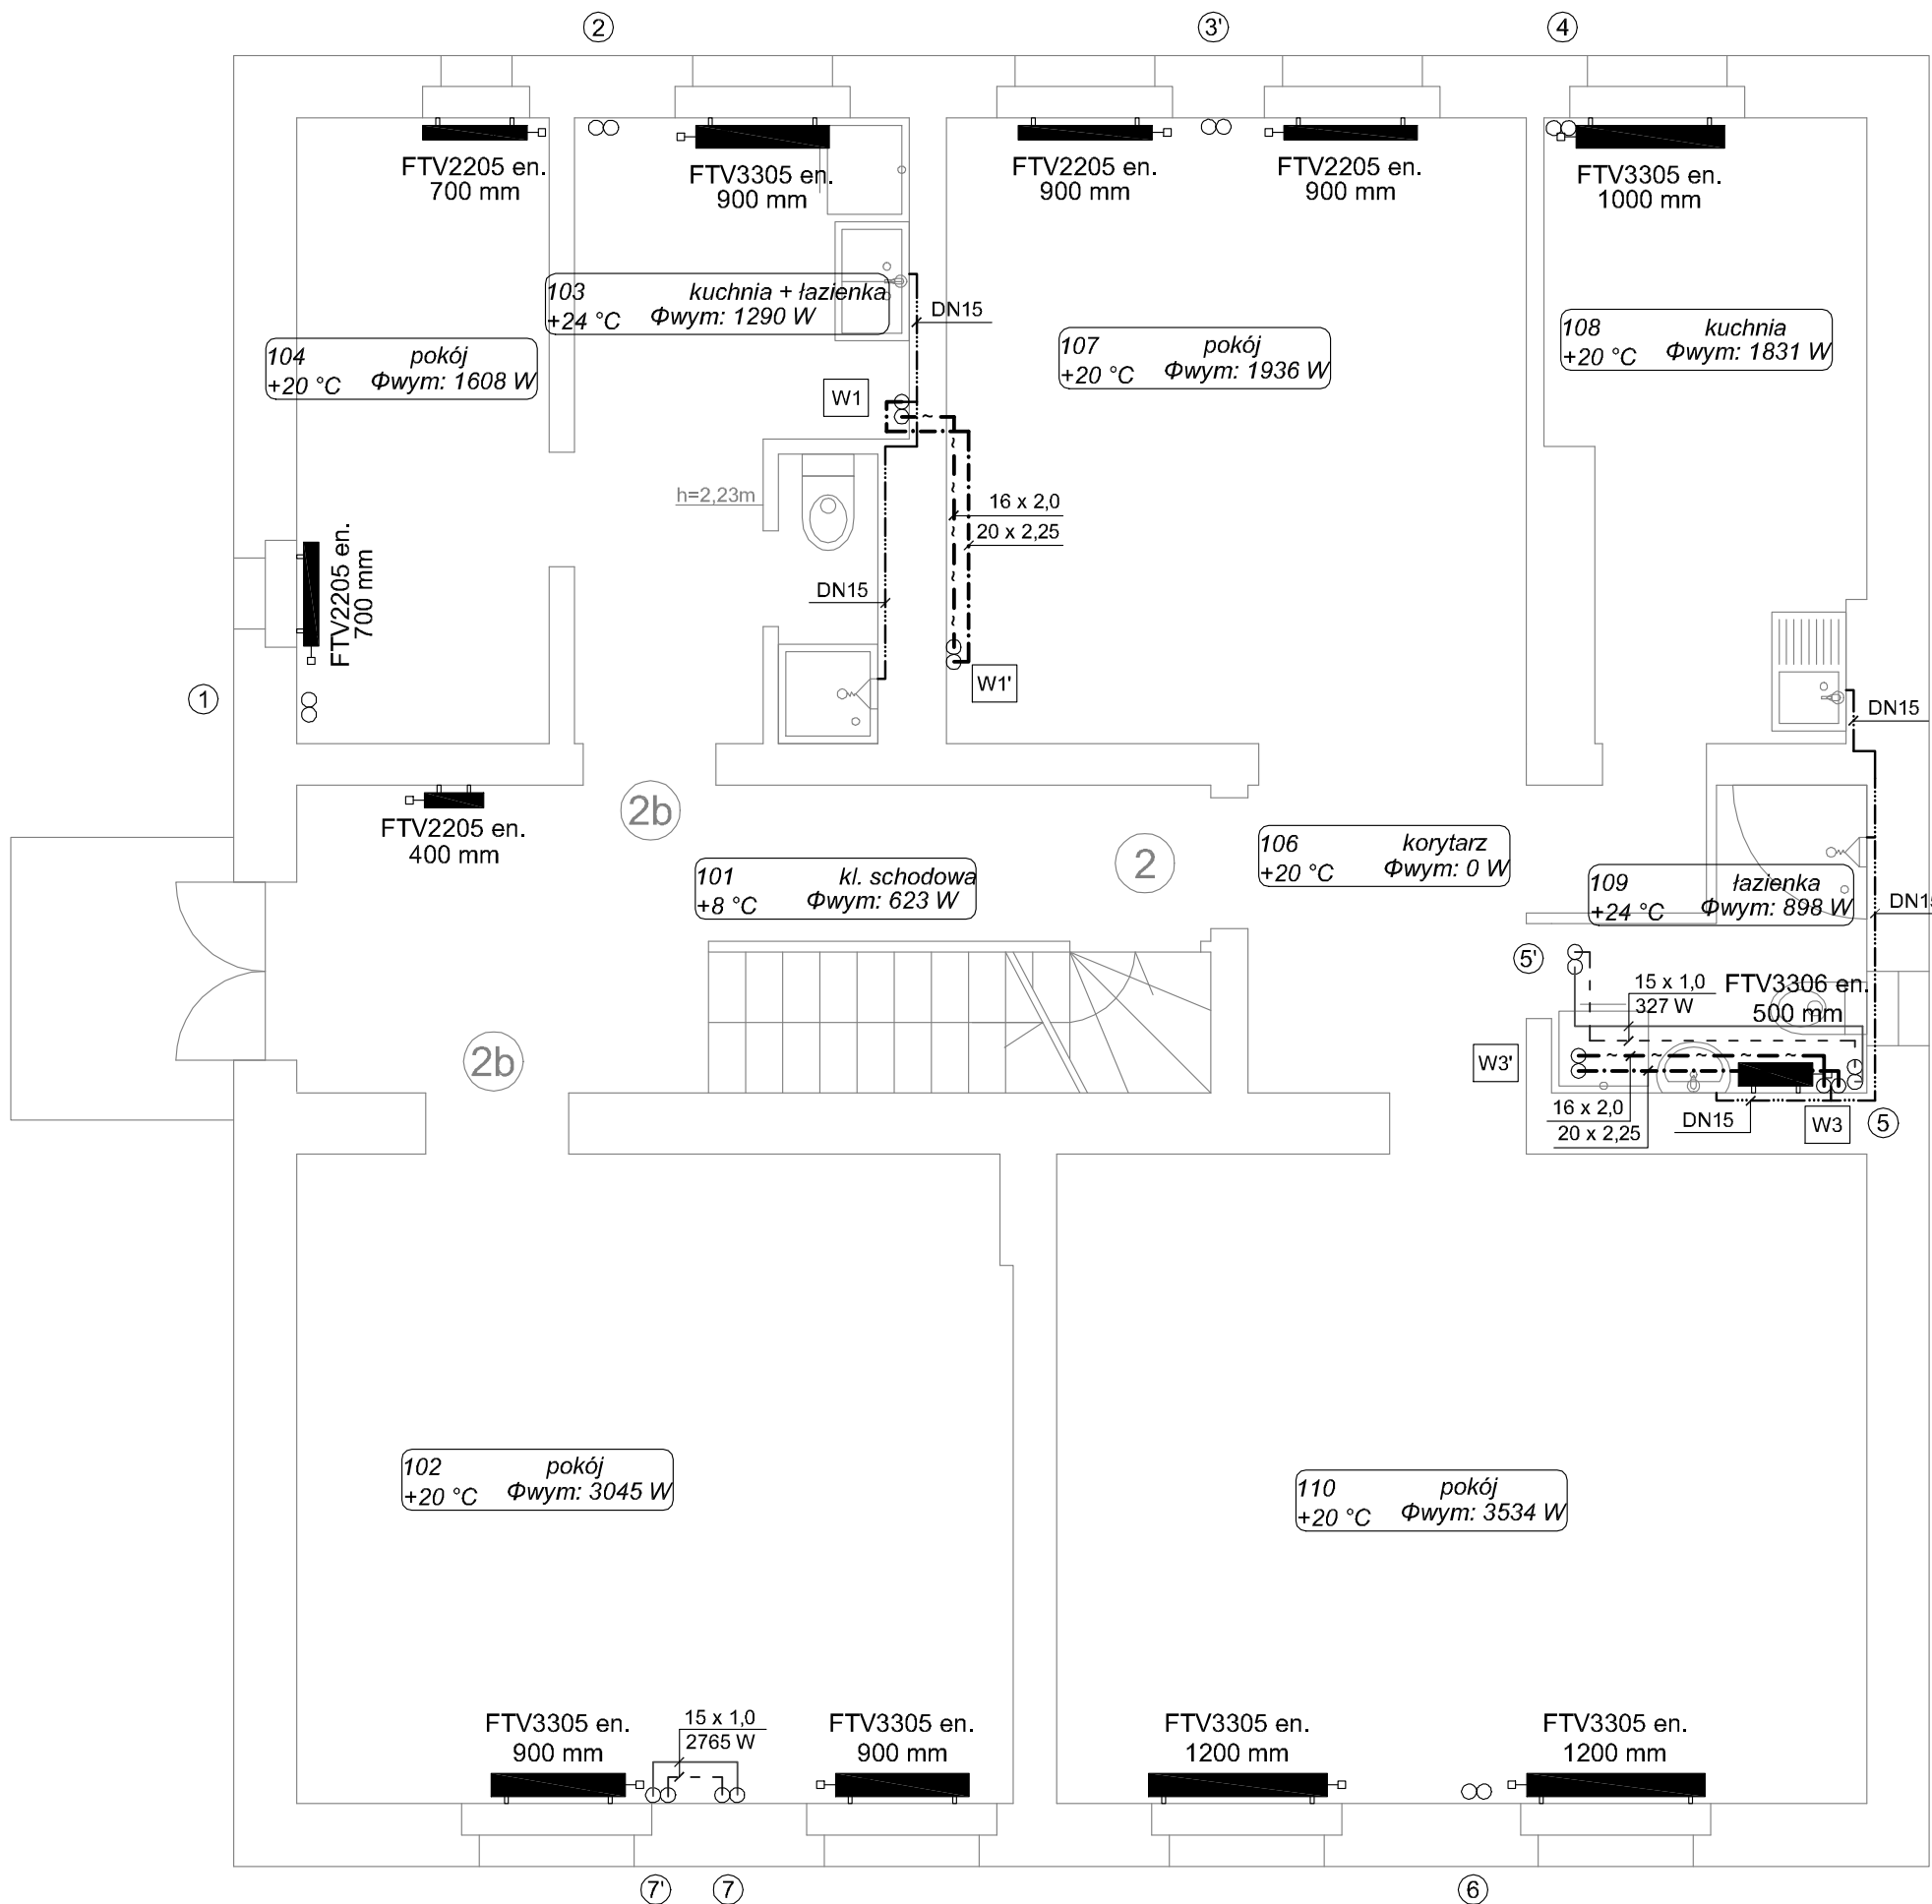 2
3'
4
FTV2205 en.
700 mm
FTV3305 en.
900 mm
FTV2205 en.
900 mm
FTV2205 en.
900 mm
FTV3305 en.
1000 mm
103 kuchnia + łazienka
+24 °C Φwym: 1290 W
DN15
104 pokój
+20 °C Φwym: 1608 W
107 pokój
+20 °C Φwym: 1936 W
108 kuchnia
+20 °C Φwym: 1831 W
W1
h=2,23m
16 x 2,0
20 x 2,25
FTV2205 en.
700 mm
DN15
W1'
1
DN15
2b
FTV2205 en.
400 mm
2
106 korytarz
+20 °C Φwym: 0 W
101 kl. schodowa
+8 °C Φwym: 623 W
109 łazienka
+24 °C Φwym: 898 W
DN15
5'
15 x 1,0
327 W
FTV3306 en.
500 mm
2b
W3'
16 x 2,0
20 x 2,25
DN15
W3
5
102 pokój
+20 °C Φwym: 3045 W
110 pokój
+20 °C Φwym: 3534 W
FTV3305 en.
900 mm
15 x 1,0
2765 W
FTV3305 en.
900 mm
FTV3305 en.
1200 mm
FTV3305 en.
1200 mm
7'
7
6